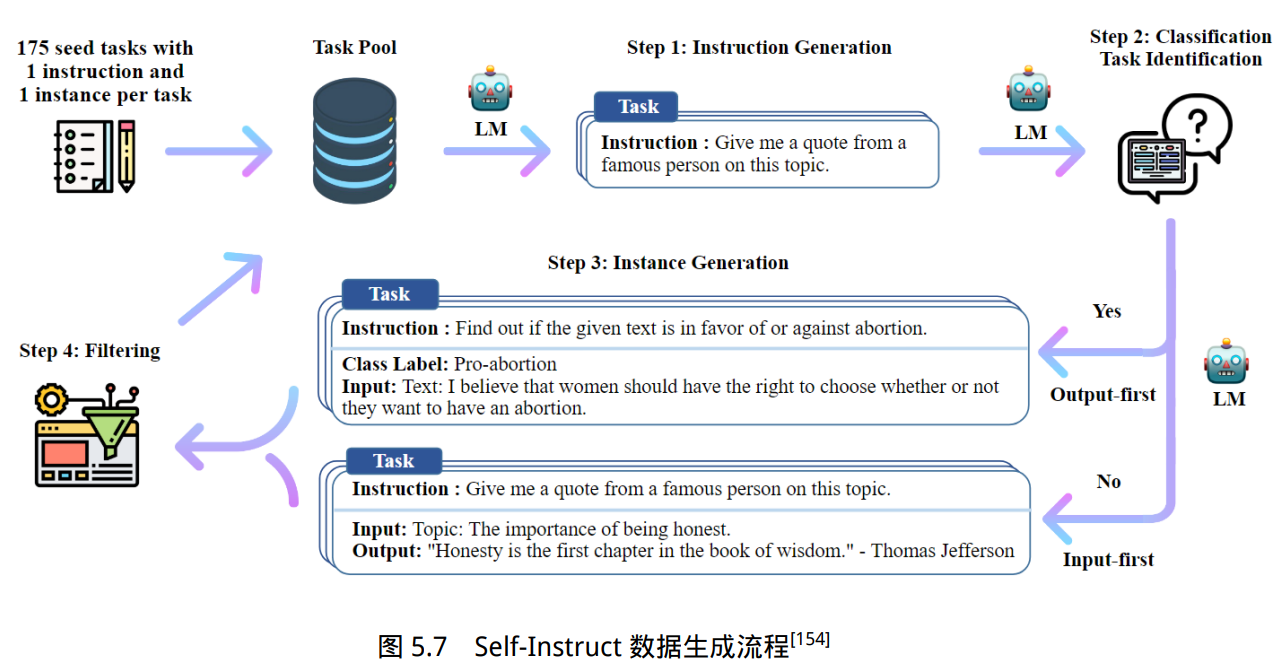 175 seed tasks with
1 instruction and
1 instance per task
Task Pool
LM
Step 1: Instruction Generation
Task
Instruction : Give me a quote from a
famous person on this topic.
LM
Step 2: Classification
Task Identification
Step 3: Instance Generation
Task
Instruction : Find out if the given text is in favor of or against abortion.
Class Label: Pro-abortion
Input: Text: I believe that women should have the right to choose whether or not
they want to have an abortion.
Yes
Output-first
LM
Task
Instruction : Give me a quote from a famous person on this topic.
Input: Topic: The importance of being honest.
Output: "Honesty is the first chapter in the book of wisdom." - Thomas Jefferson
No
Input-first
Step 4: Filtering
图 5.7 Self-Instruct 数据生成流程[154]